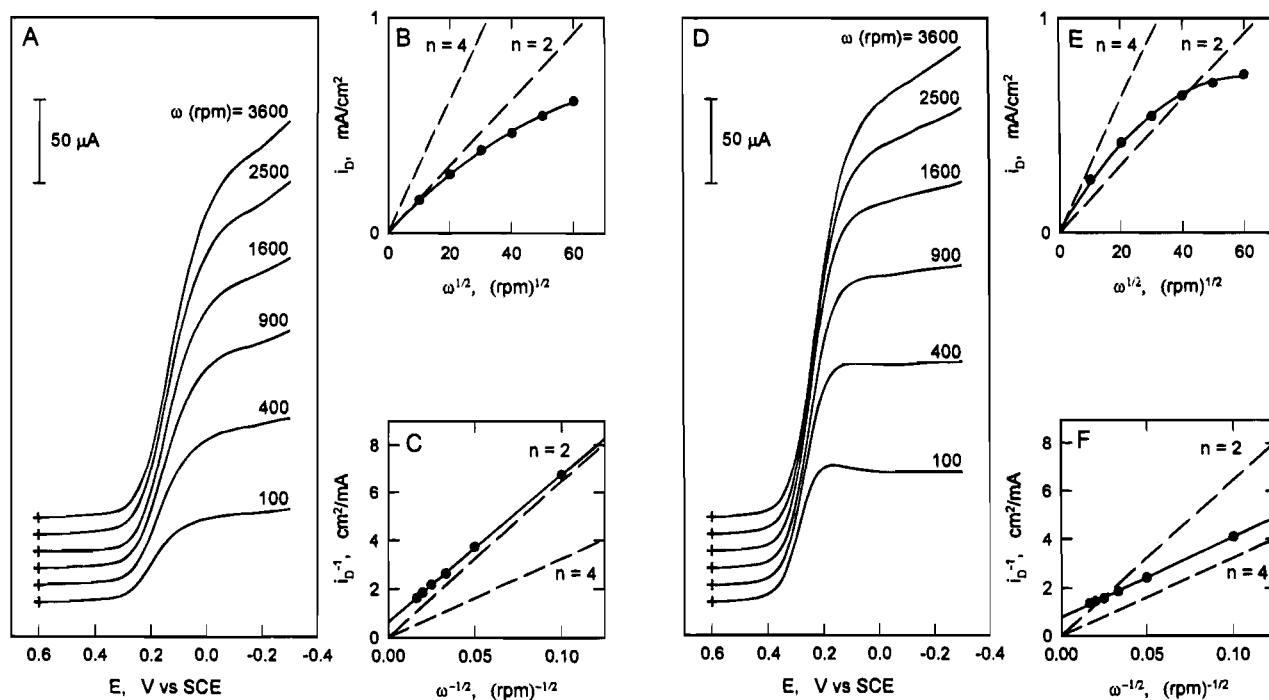 A
ω (rpm)= 3600
2500
1600
900
400
100
50 μA
0.6 0.4 0.2 0.0 -0.2 -0.4
E, V vs SCE
B
n = 4
n = 2
1
0
i_D, mA/cm²
0 20 40 60
ω^1/2, (rpm)^1/2
C
n = 2
n = 4
8
6
4
2
0
i_D^-1, cm²/mA
0.00 0.05 0.10
ω^-1/2, (rpm)^-1/2
D
ω (rpm) = 3600
2500
1600
900
400
100
50 μA
0.6 0.4 0.2 0.0 -0.2 -0.4
E, V vs SCE
E
n = 4
n = 2
1
0
i_D, mA/cm²
0 20 40 60
ω^1/2, (rpm)^1/2
F
n = 2
n = 4
8
6
4
2
0
i_D^-1, cm²/mA
0.00 0.05 0.10
ω^-1/2, (rpm)^-1/2